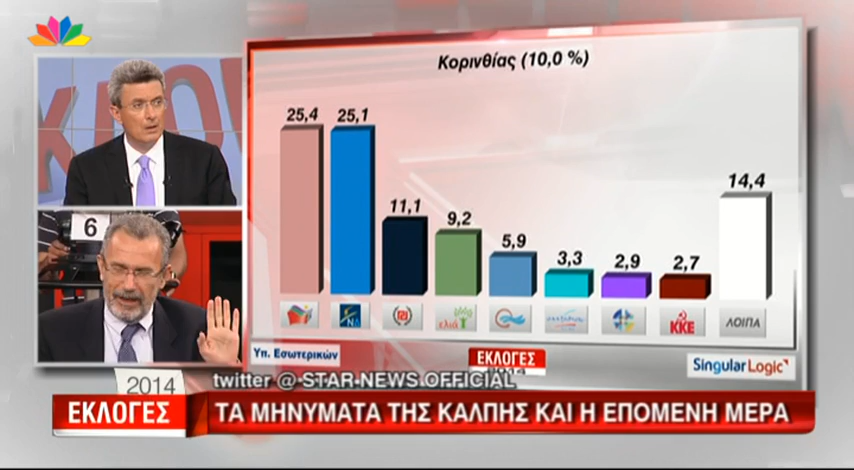 Κορινθίας (10,0 %)
25,4
25,1
11,1
9,2
5,9
3,3
2,9
2,7
14,4
6
ΝΔ
ελιά
ΚΚΕ
ΛΟΙΠΑ
Υπ. Εσωτερικών
ΕΚΛΟΓΕΣ
2014
SingularLogic
2014
twitter @ STAR-NEWS.OFFICIAL
ΕΚΛΟΓΕΣ
ΤΑ ΜΗΝΥΜΑΤΑ ΤΗΣ ΚΑΛΠΗΣ ΚΑΙ Η ΕΠΟΜΕΝΗ ΜΕΡΑ